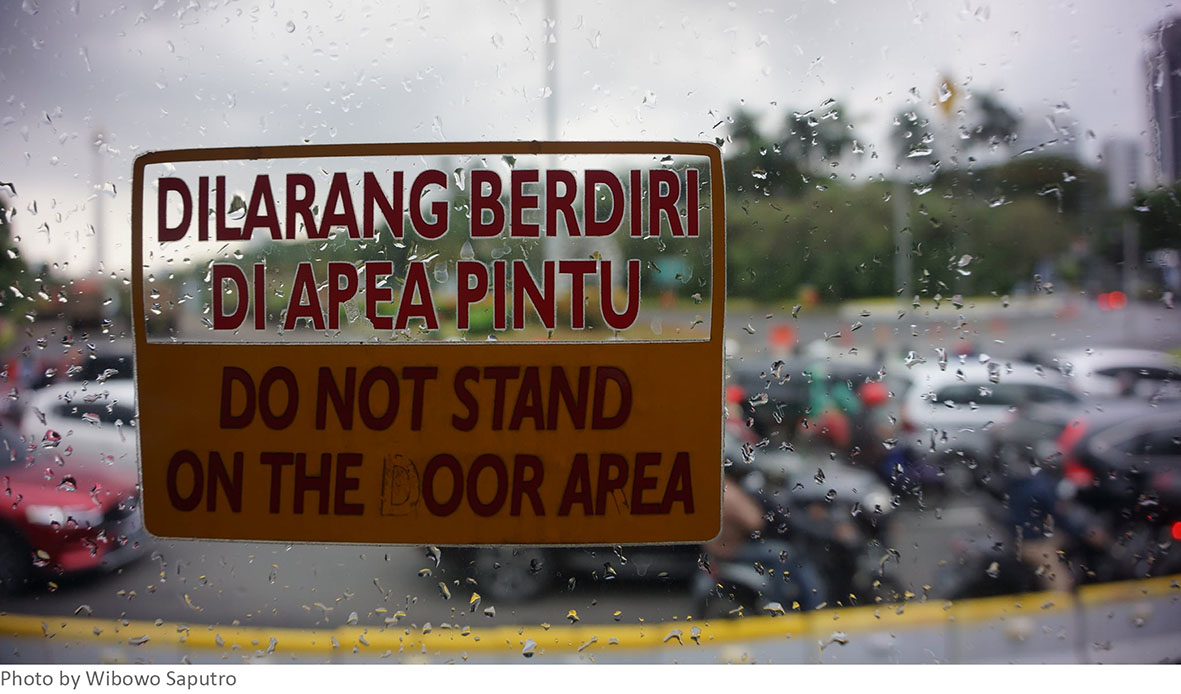 DILARANG BERDIRI
DI APEA PINTU
DO NOT STAND
ON THE DOOR AREA
Photo by Wibowo Saputro